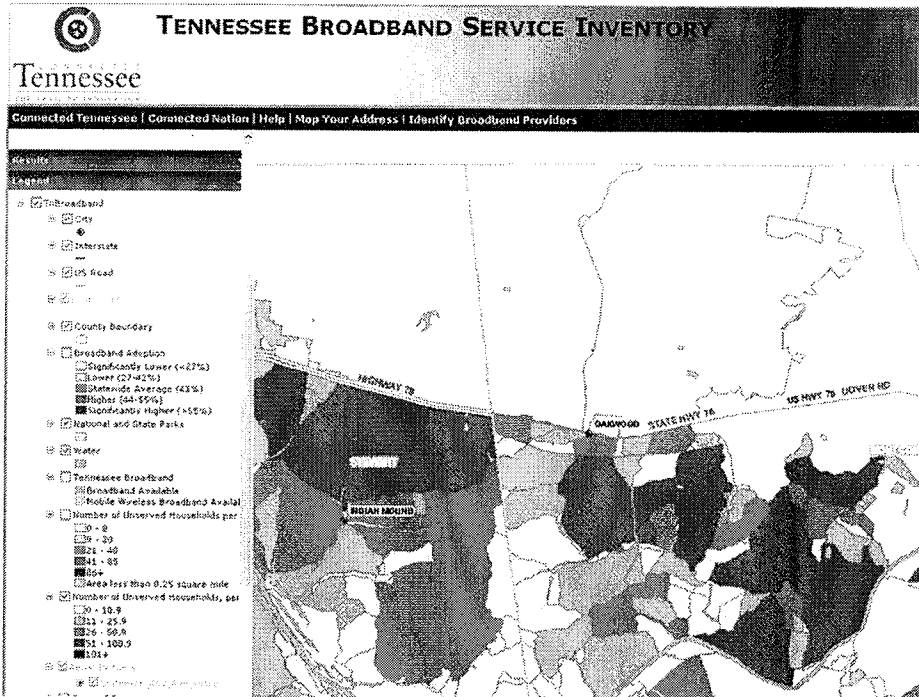 TENNESSEE BROADBAND SERVICE INVENTORY
Tennessee
Connected Tennessee | Connected Nation | Help | Map Your Address | Identify Broadband Providers
Results
Legend
TnBroadband
City
Interstate
US Road
County Boundary
Broadband Adoption
Significantly Lower (<27%)
Lower (27-42%)
Statewide Average (43%)
Higher (44-55%)
Significantly Higher (>55%)
National and State Parks
Water
Tennessee Broadband
Broadband Available
Mobile Wireless Broadband Availal
Number of Unserved Households per
0 - 8
9 - 20
21 - 40
41 - 85
86+
Area less than 0.25 square mile
Number of Unserved Households, per
0 - 10.9
11 - 25.9
26 - 50.9
51 - 100.9
101+
HIGHWAY 79
OAKWOOD
STATE HWY 76
US HWY 79 DOVER RD
STEWART
INDIAN MOUND